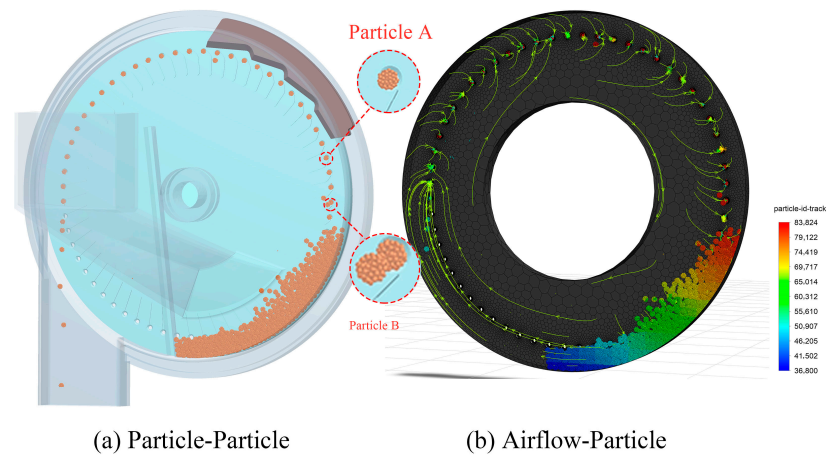 Particle A
Particle B
particle-id-track
83.824
79.122
74.419
69.717
65.014
60.312
55.610
50.907
46.205
41.502
36.800
(a) Particle-Particle
(b) Airflow-Particle